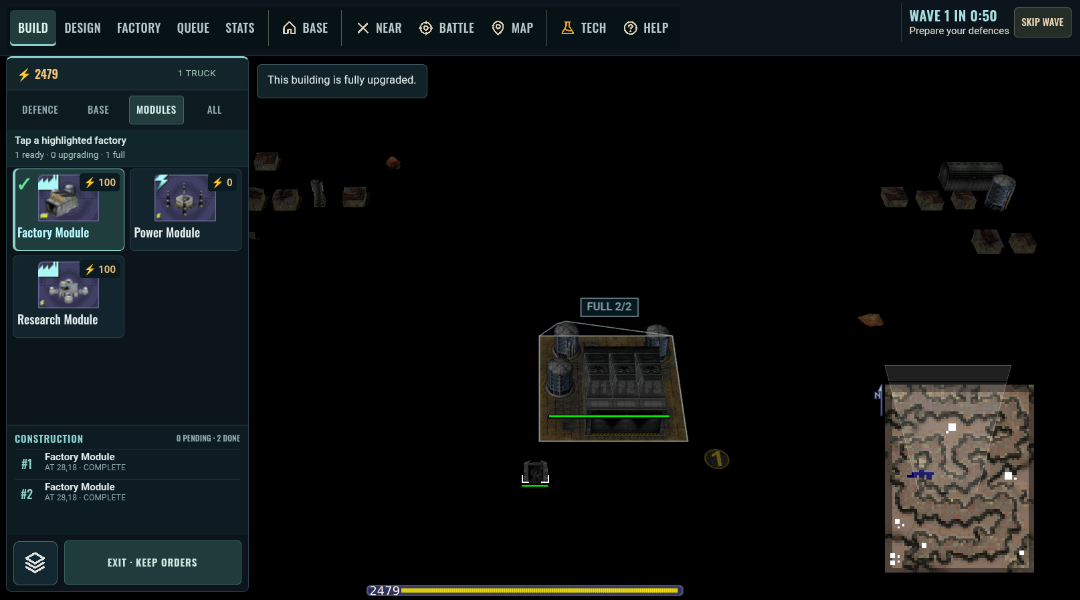 BUILD
DESIGN
FACTORY
QUEUE
STATS
BASE
NEAR
BATTLE
MAP
TECH
HELP
WAVE 1 IN 0:50
Prepare your defences
SKIP WAVE
2479
1 TRUCK
DEFENCE
BASE
MODULES
ALL
Tap a highlighted factory
1 ready · 0 upgrading · 1 full
100
Factory Module
0
Power Module
100
Research Module
This building is fully upgraded.
FULL 2/2
1
N
CONSTRUCTION
0 PENDING · 2 DONE
#1
Factory Module
AT 28,18 · COMPLETE
#2
Factory Module
AT 28,18 · COMPLETE
EXIT · KEEP ORDERS
2479